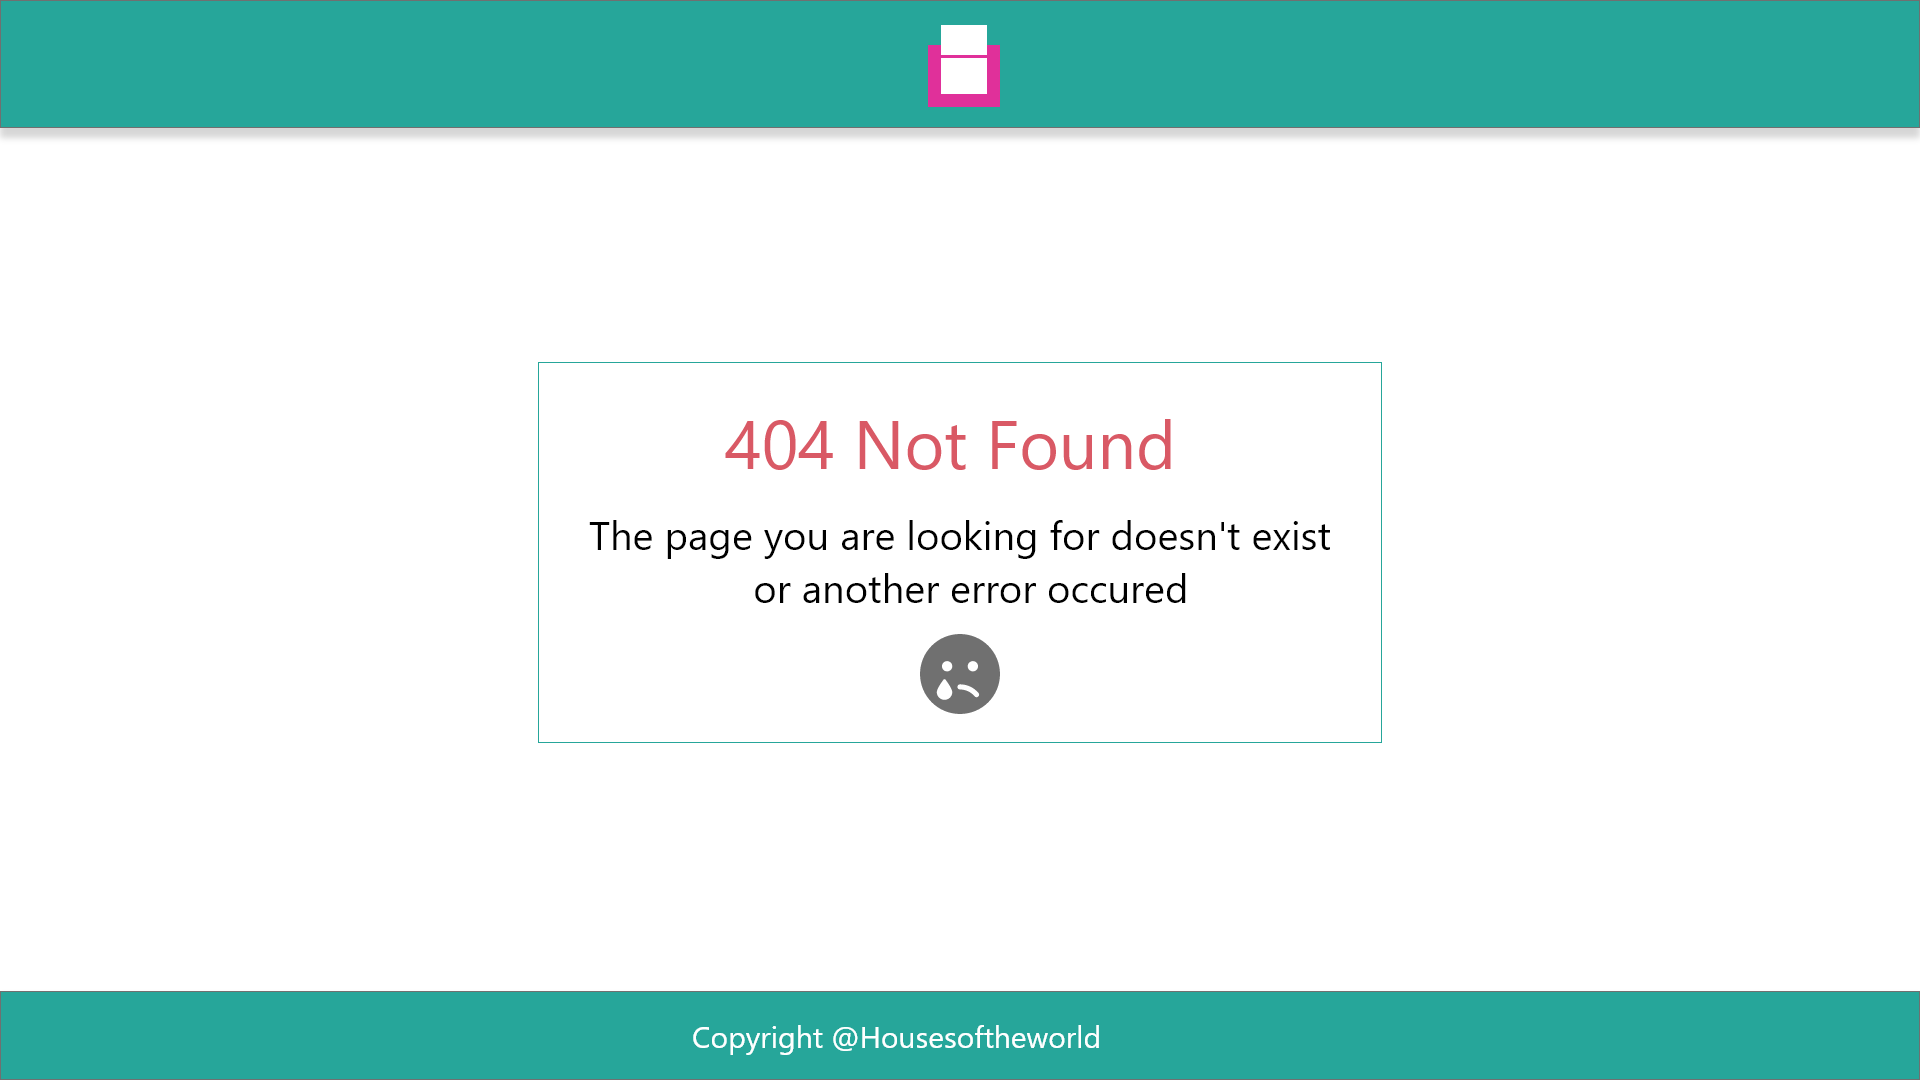 404 Not Found
The page you are looking for doesn't exist
or another error occured
Copyright @Housesoftheworld